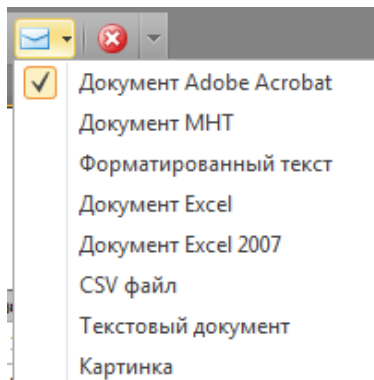 Документ Adobe Acrobat
Документ MHT
Форматированный текст
Документ Excel
Документ Excel 2007
CSV файл
Текстовый документ
Картинка